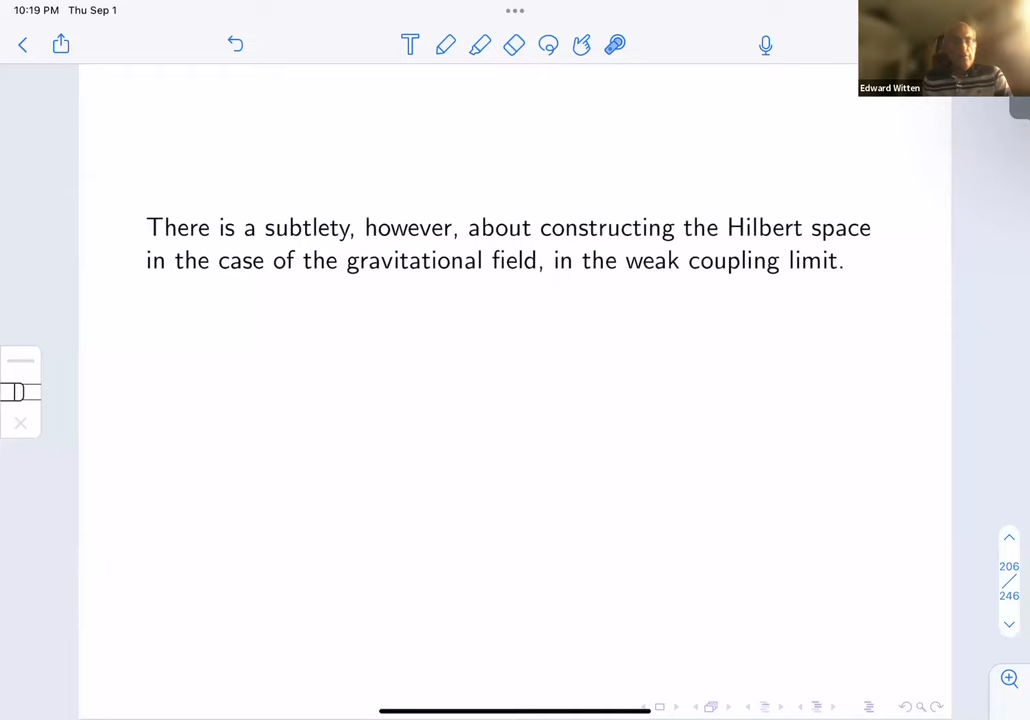 10:19 PM Thu Sep 1
T
Edward Witten
There is a subtlety, however, about constructing the Hilbert space
in the case of the gravitational field, in the weak coupling limit.
206
246